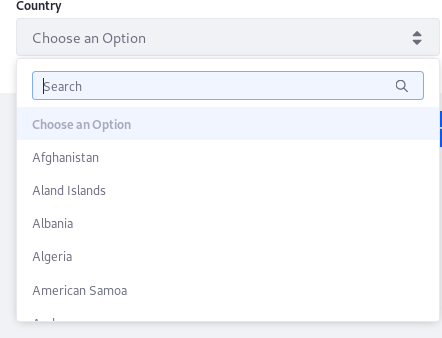 Country
Choose an Option
Search
Choose an Option
Afghanistan
Aland Islands
Albania
Algeria
American Samoa